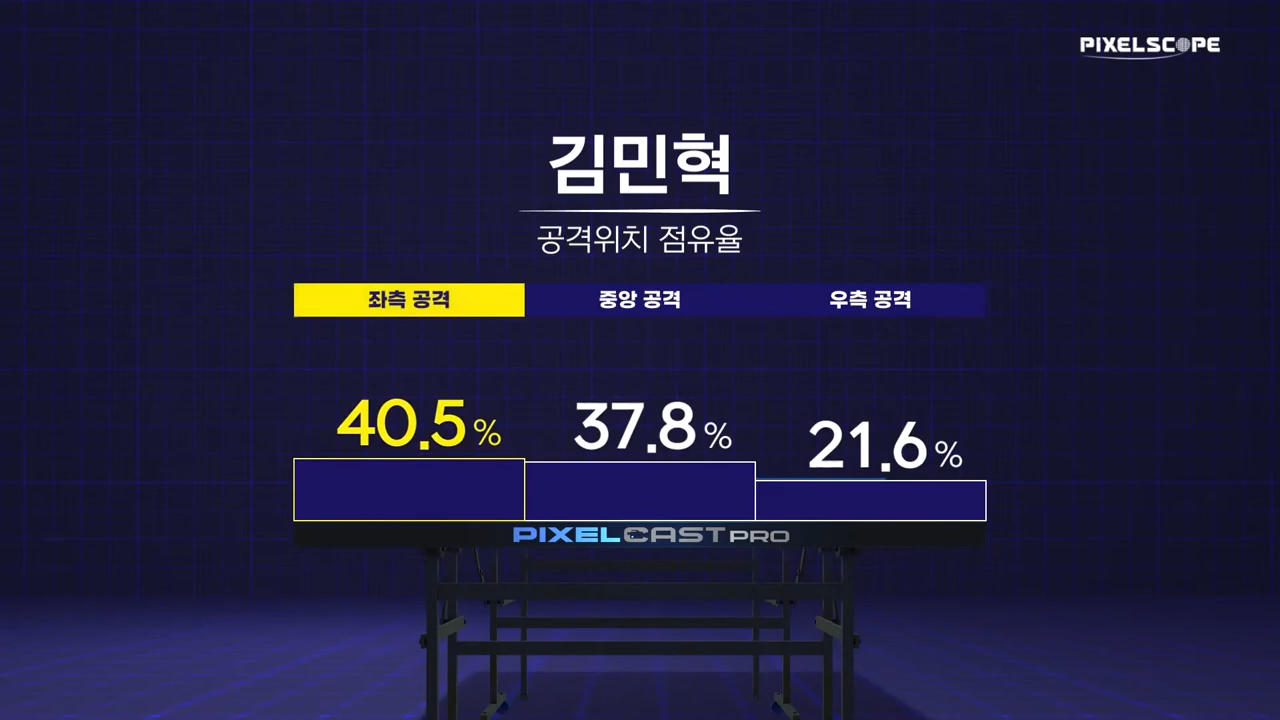 PIXELSCOPE
김민혁
공격위치 점유율
좌측 공격 중앙 공격 우측 공격
40.5% 37.8% 21.6%
PIXELCAST PRO